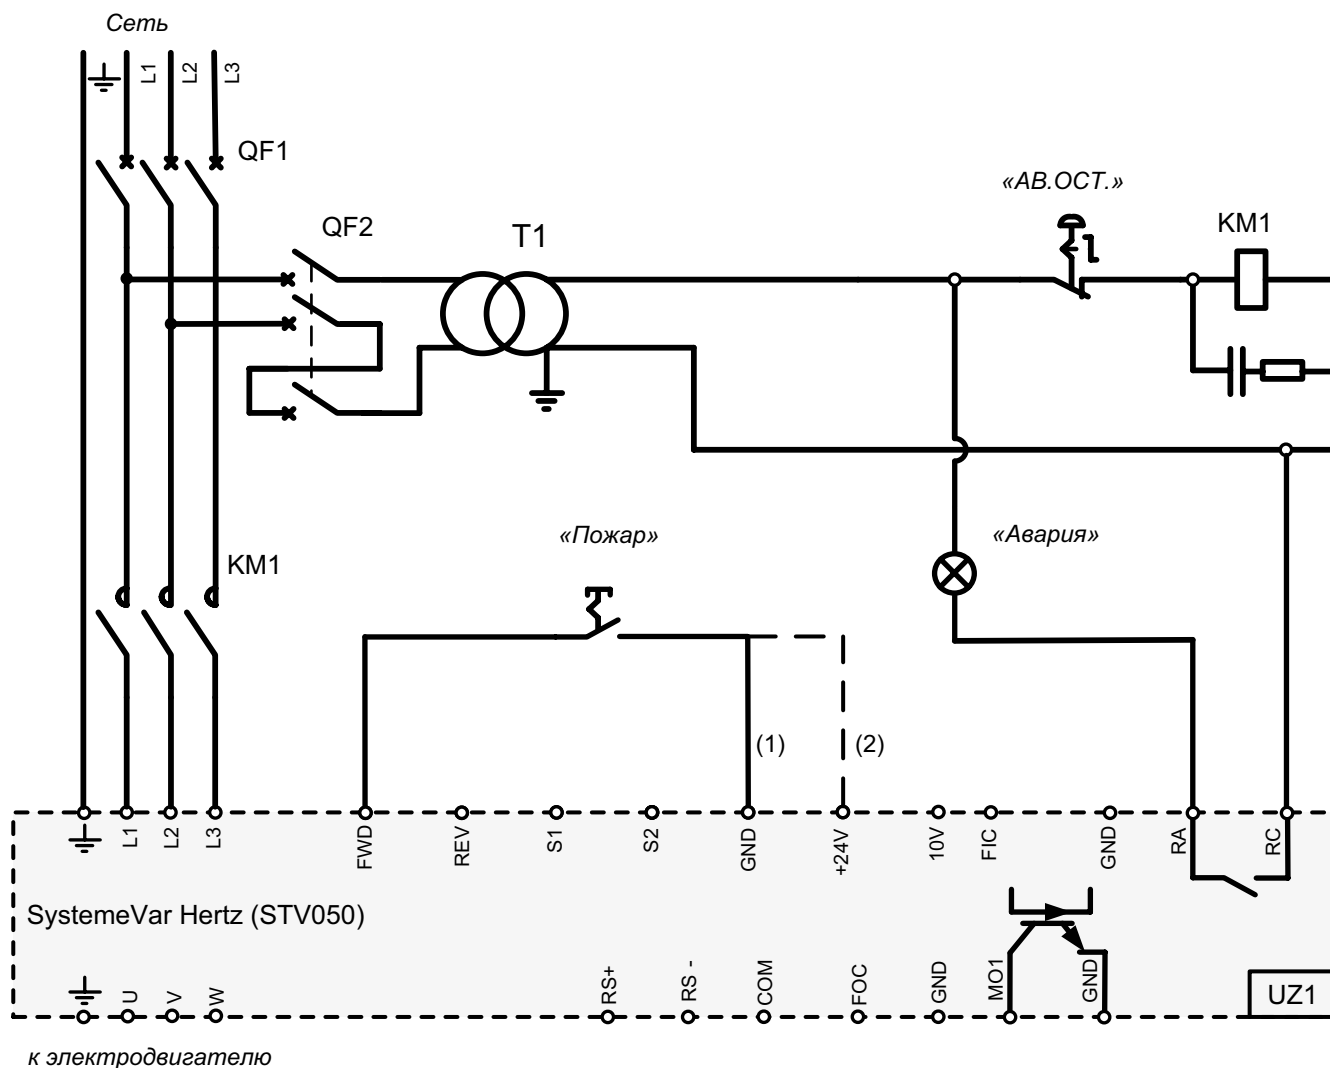 Сеть
L1
L2
L3
QF1
QF2
T1
«АВ.ОСТ.»
KM1
«Пожар»
«Авария»
KM1
(1)
(2)
L1
L2
L3
FWD
REV
S1
S2
GND
+24V
10V
FIC
GND
RA
RC
SystemeVar Hertz (STV050)
U
V
W
RS+
RS -
COM
FOC
GND
MO1
GND
UZ1
к электродвигателю